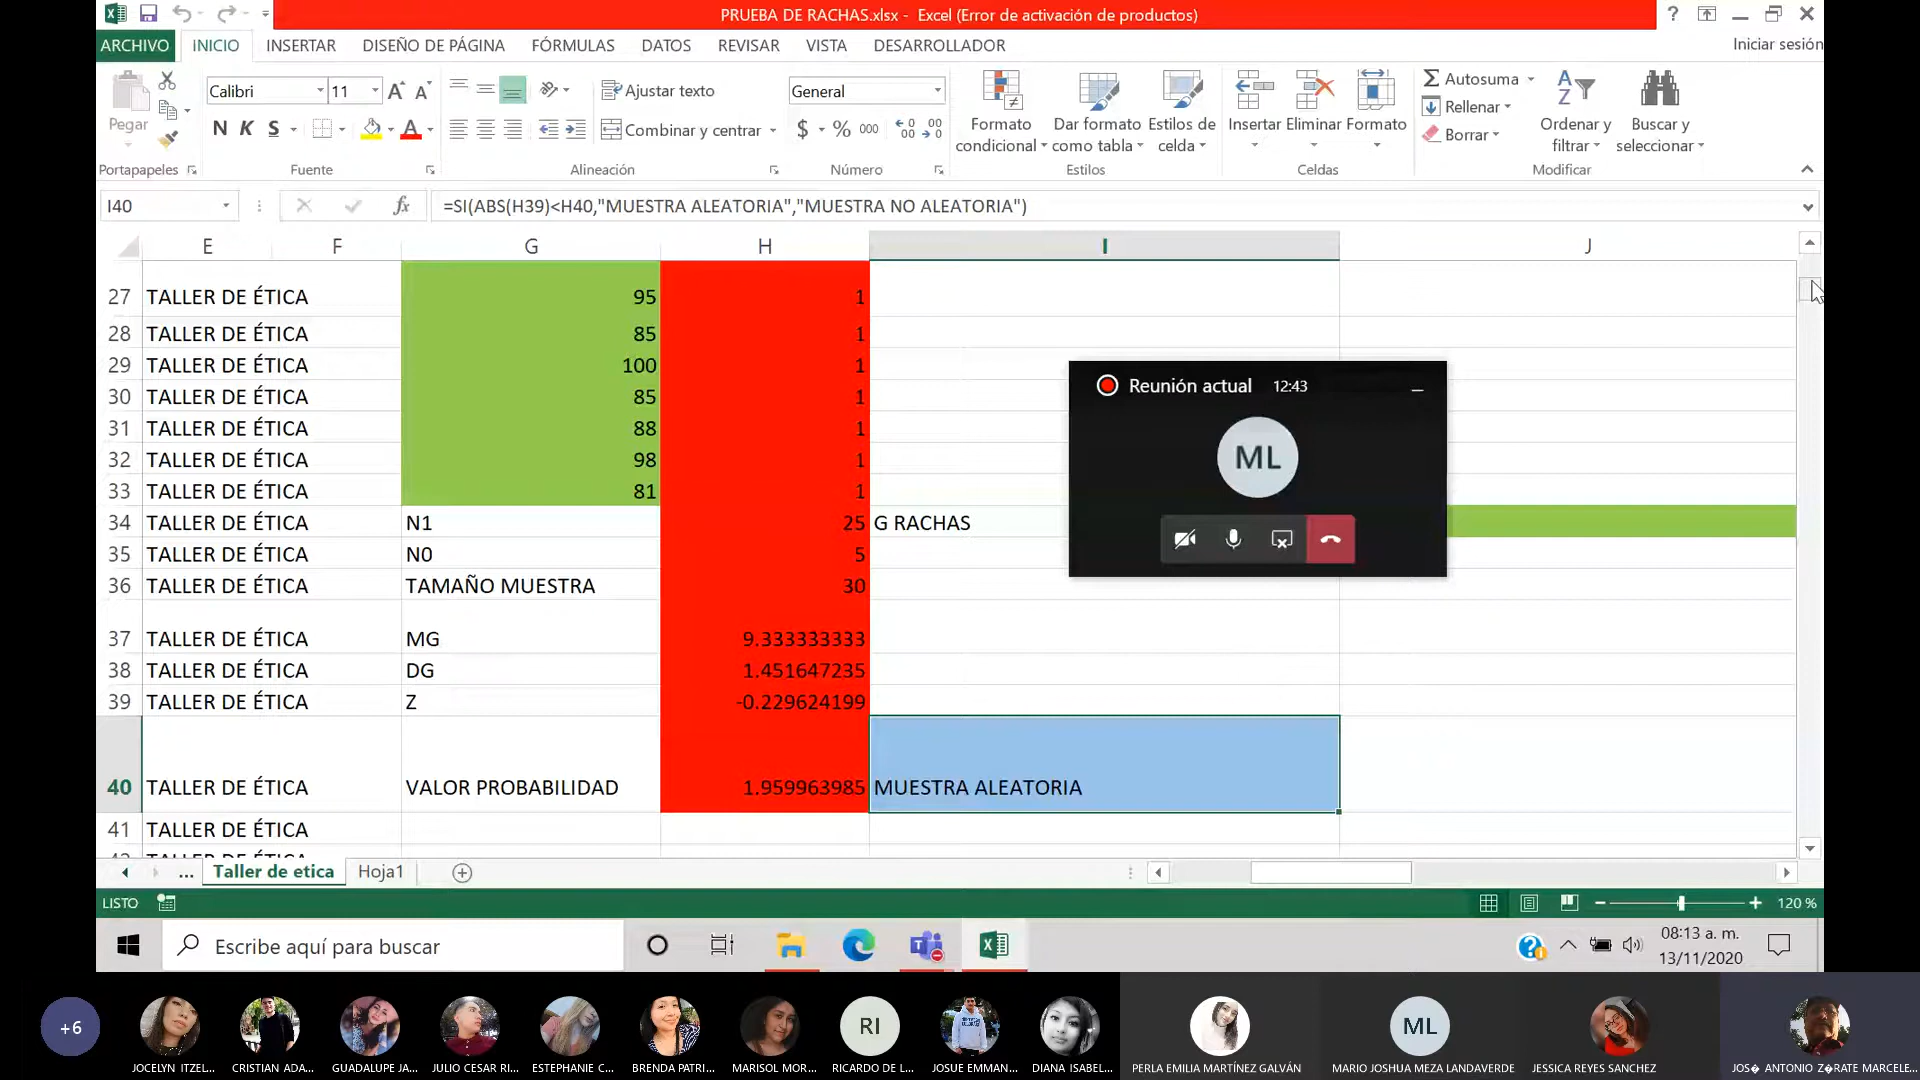 PRUEBA DE RACHAS.xlsx - Excel (Error de activación de productos)
ARCHIVO INICIO INSERTAR DISEÑO DE PÁGINA FÓRMULAS DATOS REVISAR VISTA DESARROLLADOR Iniciar sesión
Calibri 11 Ajustar texto General Autosuma
Pegar N K S Combinar y centrar $ % 000 Formato condicional Dar formato como tabla Estilos de celda Insertar Eliminar Formato Rellenar Borrar Ordenar y filtrar Buscar y seleccionar
Portapapeles Fuente Alineación Número Estilos Celdas Modificar
I40 fx =SI(ABS(H39)<H40,"MUESTRA ALEATORIA","MUESTRA NO ALEATORIA")
E F G H I J
27 TALLER DE ÉTICA 95 1
28 TALLER DE ÉTICA 85 1
29 TALLER DE ÉTICA 100 1
30 TALLER DE ÉTICA 85 1
31 TALLER DE ÉTICA 88 1
32 TALLER DE ÉTICA 98 1
33 TALLER DE ÉTICA 81 1
34 N1 25 G RACHAS
35 N0 5
36 TAMAÑO MUESTRA 30
37 TALLER DE ÉTICA MG 9.333333333
38 TALLER DE ÉTICA DG 1.451647235
39 TALLER DE ÉTICA Z -0.229624199
40 TALLER DE ÉTICA VALOR PROBABILIDAD 1.959963985 MUESTRA ALEATORIA
41 TALLER DE ÉTICA
42 TALLER DE ÉTICA
Reunión actual 12:43
ML
... Taller de etica Hoja1
LISTO 120 %
Escribe aquí para buscar
08:13 a. m.
13/11/2020
+6 RI ML
JOCELYN ITZEL... CRISTIAN ADA... GUADALUPE JA... JULIO CESAR RI... ESTEPHANIE C... BRENDA PATRI... MARISOL MOR... RICARDO DE L... JOSUE EMMAN... DIANA ISABEL... PERLA EMILIA MARTÍNEZ GALVÁN MARIO JOSHUA MEZA LANDAVERDE JESSICA REYES SANCHEZ JOS� ANTONIO Z�RATE MARCELE...